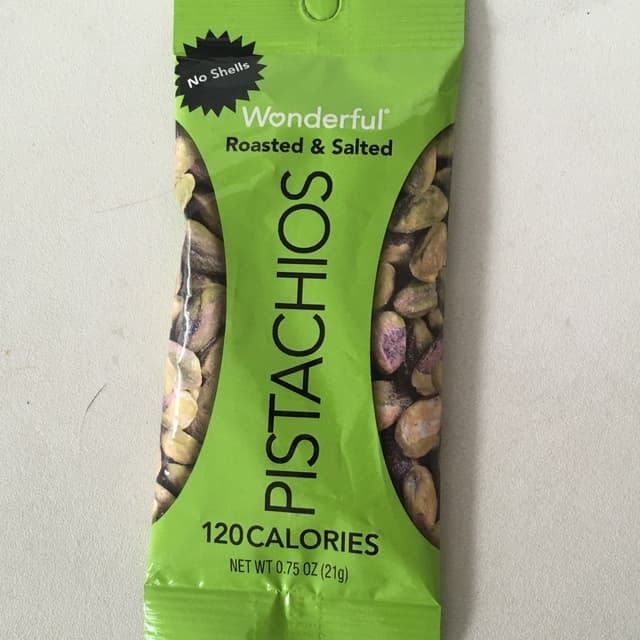 No Shells
Wonderful®
Roasted & Salted
PISTACHIOS
120 CALORIES
NET WT 0.75 OZ (21g)